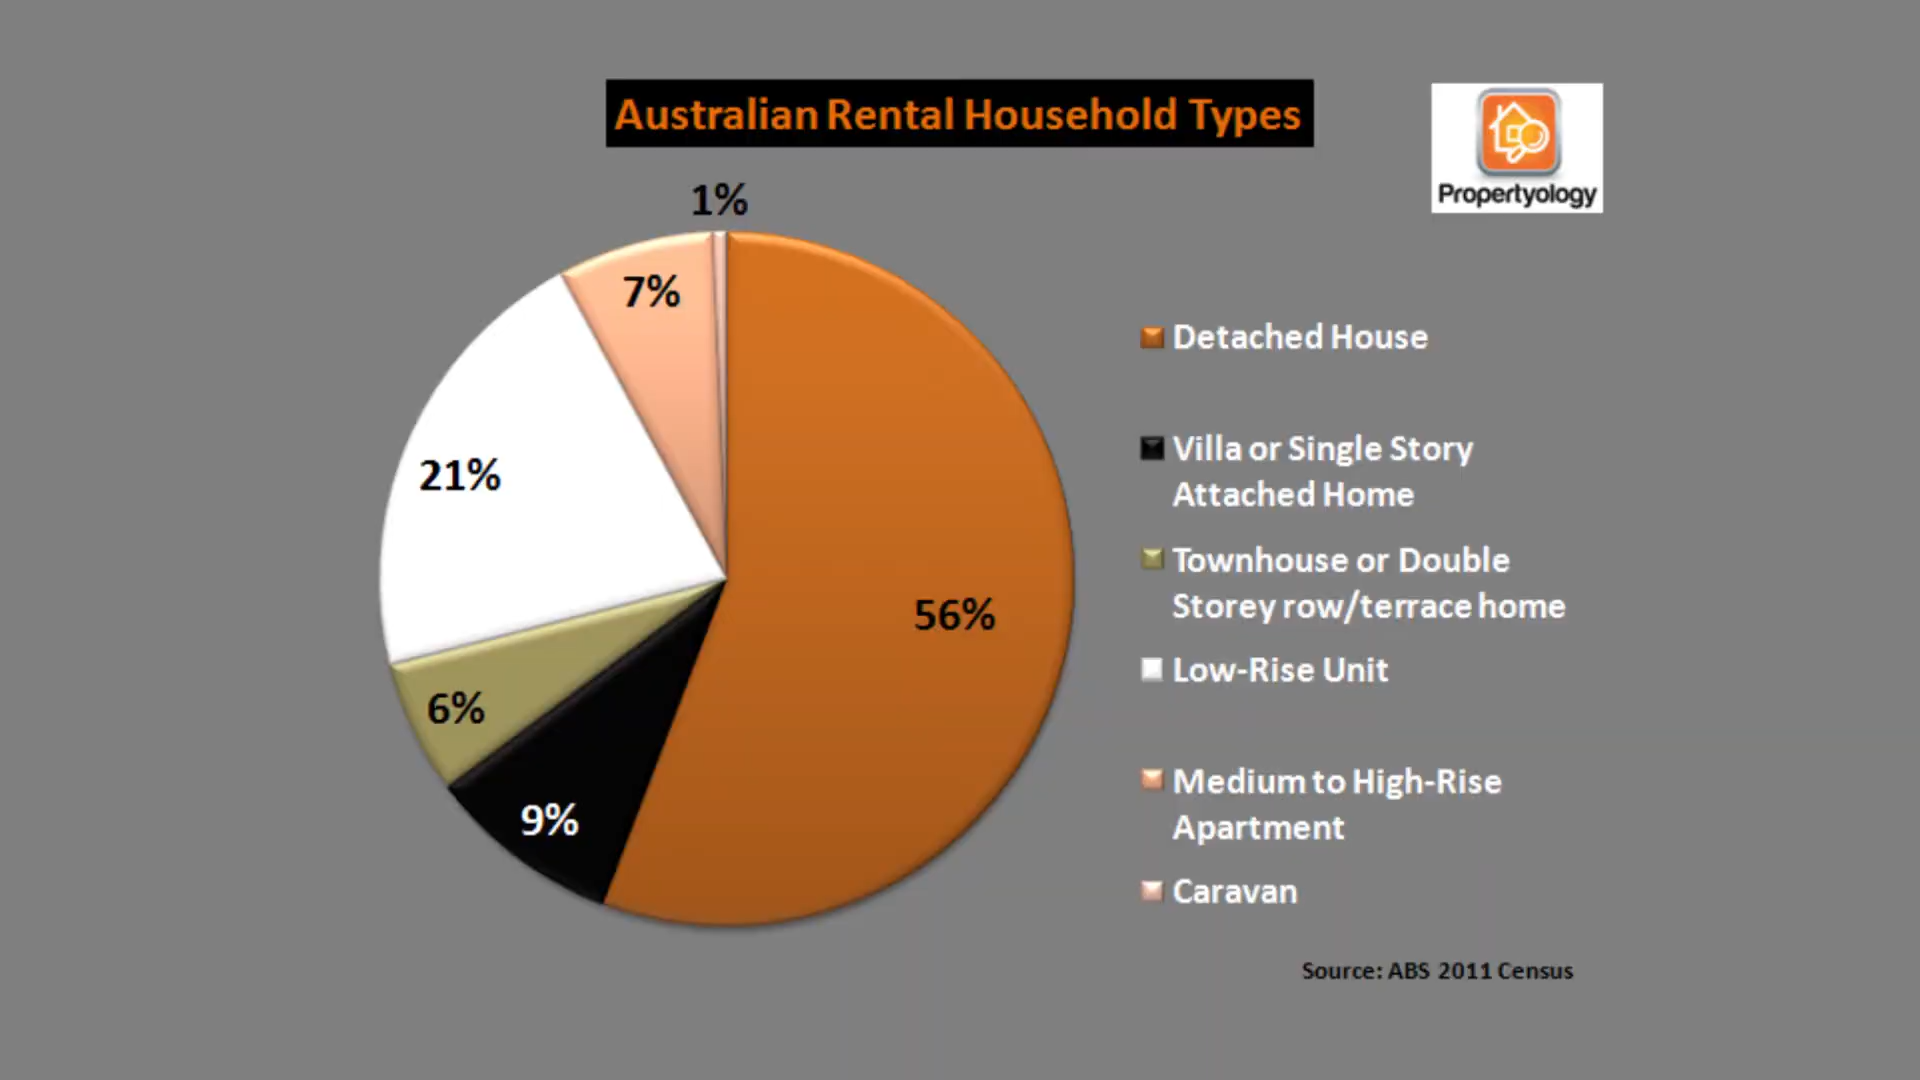 Australian Rental Household Types
Propertyology
1%
7%
21%
56%
6%
9%
Detached House
Villa or Single Story
Attached Home
Townhouse or Double
Storey row/terrace home
Low-Rise Unit
Medium to High-Rise
Apartment
Caravan
Source: ABS 2011 Census